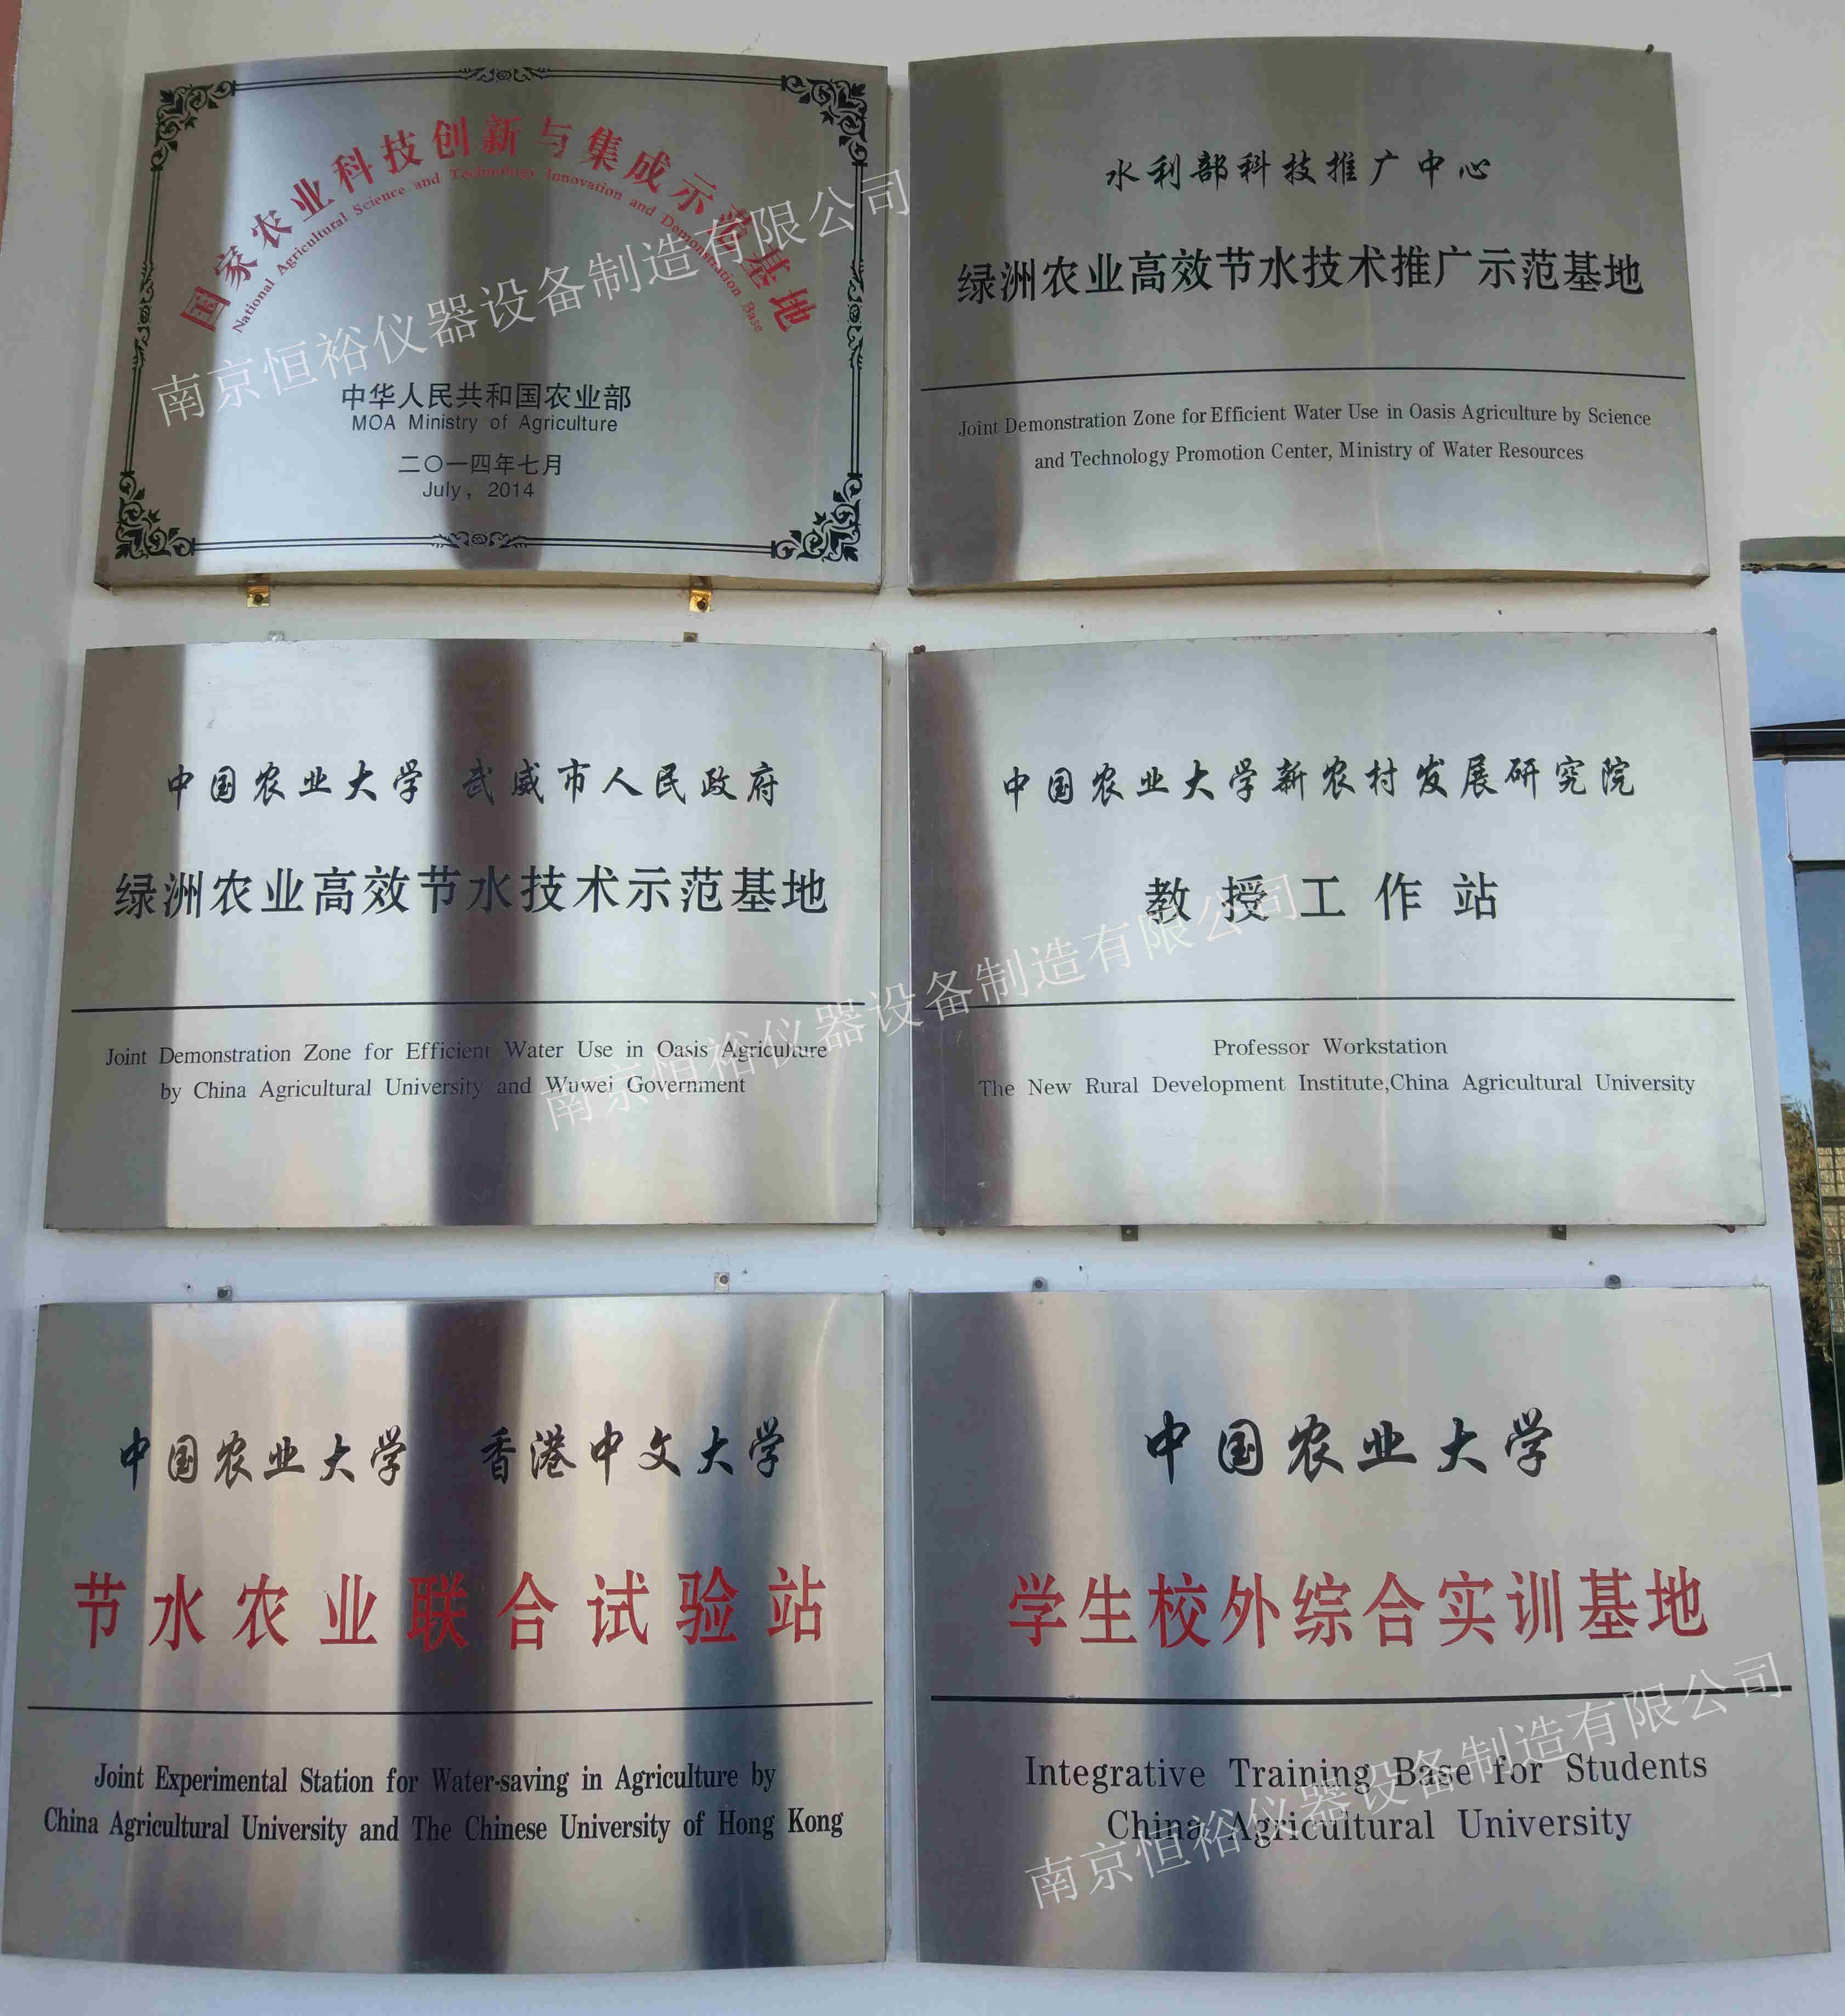 国家农业科技创新与集成示范基地
National Agricultural Science and Technology Innovation and Demonstration Base
中华人民共和国农业部
MOA Ministry of Agriculture
二〇一四年七月
July, 2014
水利部科技推广中心
绿洲农业高效节水技术推广示范基地
Joint Demonstration Zone for Efficient Water Use in Oasis Agriculture by Science
and Technology Promotion Center, Ministry of Water Resources
南京恒裕仪器设备制造有限公司
中国农业大学 武威市人民政府
绿洲农业高效节水技术示范基地
Joint Demonstration Zone for Efficient Water Use in Oasis Agriculture
by China Agricultural University and Wuwei Government
中国农业大学新农村发展研究院
教授工作站
Professor Workstation
The New Rural Development Institute,China Agricultural University
南京恒裕仪器设备制造有限公司
中国农业大学 香港中文大学
节水农业联合试验站
Joint Experimental Station for Water-saving in Agriculture by
China Agricultural University and The Chinese University of Hong Kong
中国农业大学
学生校外综合实训基地
Integrative Training Base for Students
China Agricultural University
南京恒裕仪器设备制造有限公司